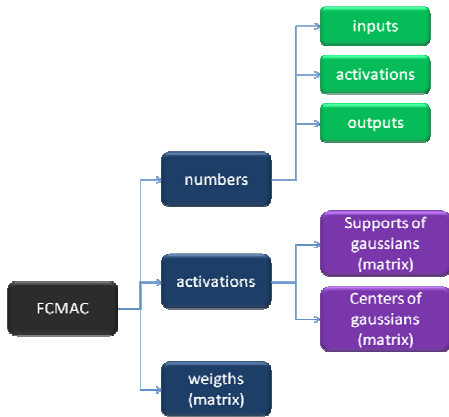 inputs
activations
outputs
numbers
Supports of
gaussians
(matrix)
activations
Centers of
gaussians
(matrix)
FCMAC
weigths
(matrix)